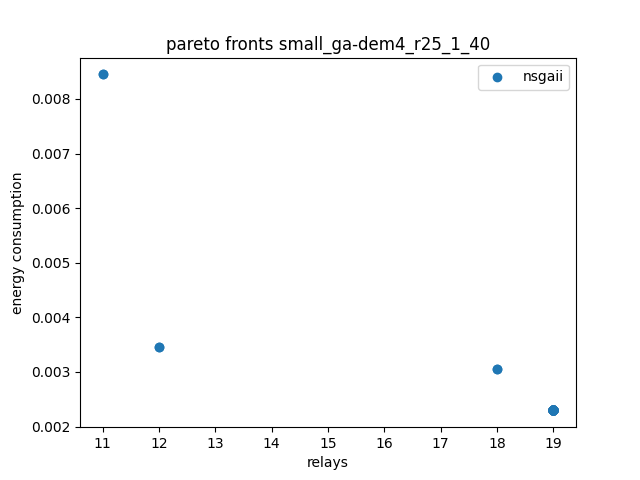 pareto fronts small_ga-dem4_r25_1_40
nsgaii
0.008
0.007
0.006
0.005
0.004
0.003
0.002
energy consumption
11 12 13 14 15 16 17 18 19
relays